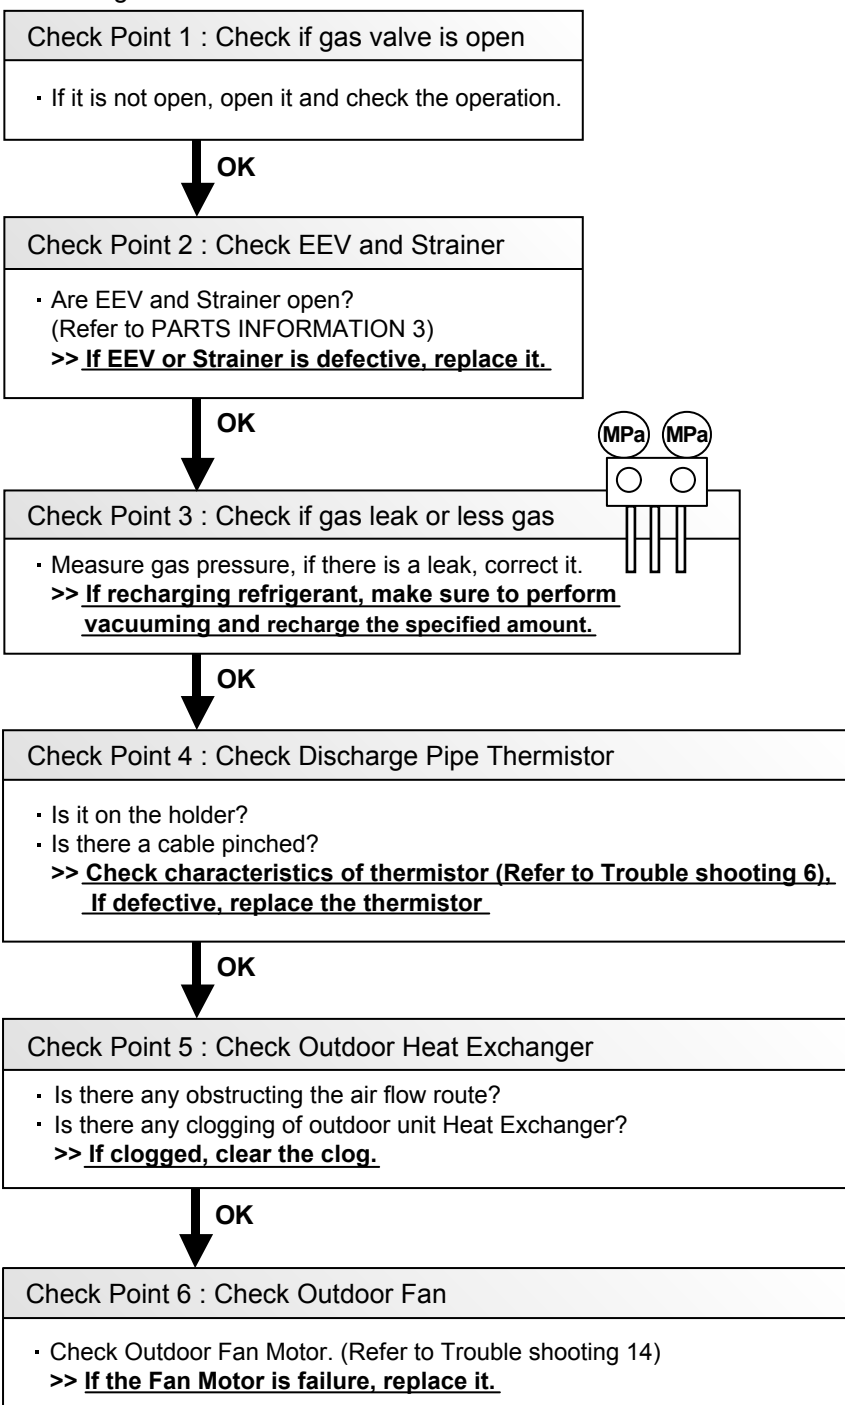 Check Point 1 : Check if gas valve is open
· If it is not open, open it and check the operation.
OK
Check Point 2 : Check EEV and Strainer
· Are EEV and Strainer open?
(Refer to PARTS INFORMATION 3)
>> If EEV or Strainer is defective, replace it.
OK
MPa MPa
Check Point 3 : Check if gas leak or less gas
· Measure gas pressure, if there is a leak, correct it.
>> If recharging refrigerant, make sure to perform
vacuuming and recharge the specified amount.
OK
Check Point 4 : Check Discharge Pipe Thermistor
· Is it on the holder?
· Is there a cable pinched?
>> Check characteristics of thermistor (Refer to Trouble shooting 6),
If defective, replace the thermistor
OK
Check Point 5 : Check Outdoor Heat Exchanger
· Is there any obstructing the air flow route?
· Is there any clogging of outdoor unit Heat Exchanger?
>> If clogged, clear the clog.
OK
Check Point 6 : Check Outdoor Fan
· Check Outdoor Fan Motor. (Refer to Trouble shooting 14)
>> If the Fan Motor is failure, replace it.